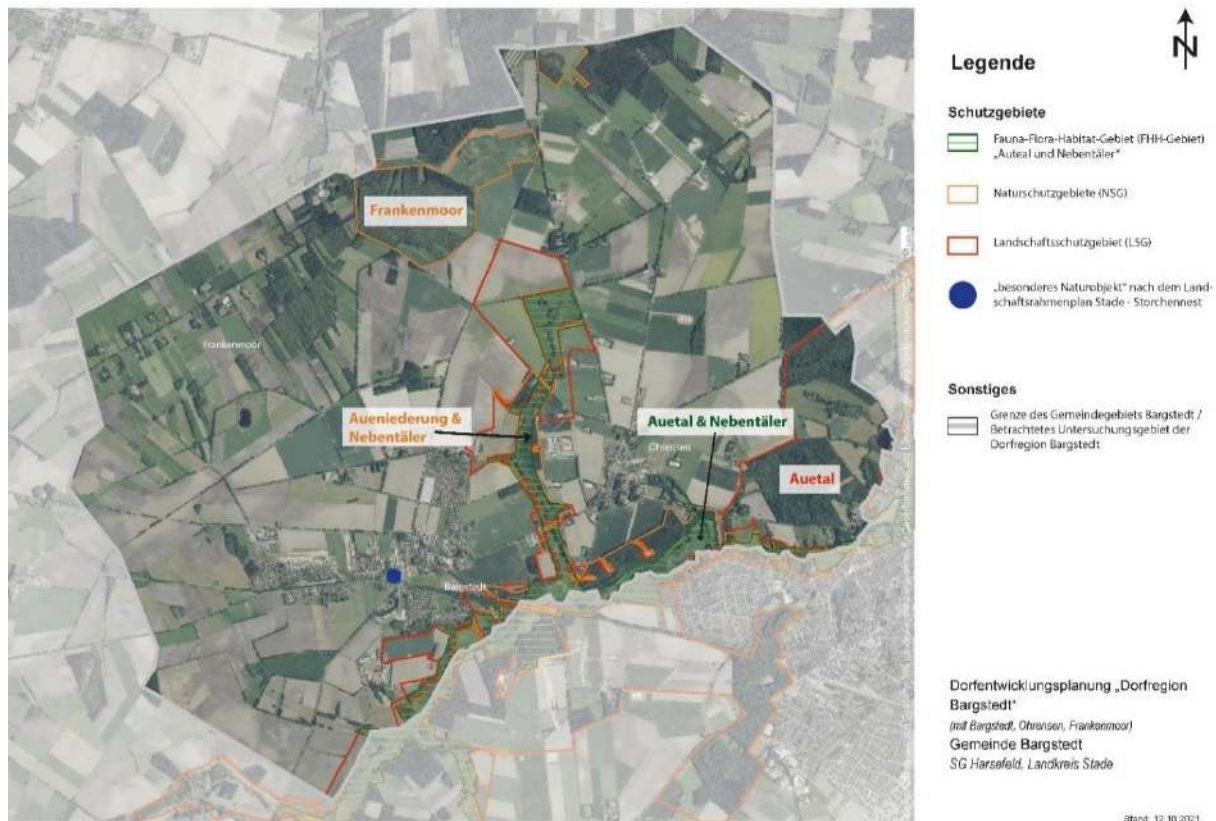 N
Legende
Schutzgebiete
Fauna-Flora-Habitat-Gebiet (FHH-Gebiet)
„Auteal und Nebentäler"
Naturschutzgebiete (NSG)
Landschaftsschutzgebiet (LSG)
„besonderes Naturobjekt" nach dem Land-
schaftsrahmenplan Stade - Storchennest
Sonstiges
Grenze des Gemeindegebiets Bargstedt /
Betrachtetes Untersuchungsgebiet der
Dorfregion Bargstedt
Frankenmoor
Frankenmoor
Aueniederung &
Nebentäler
Auetal & Nebentäler
Ohrensen
Auetal
Bargstedt
Dorfentwicklungsplanung „Dorfregion
Bargstedt"
(mit Bargstedt, Ohrensen, Frankenmoor)
Gemeinde Bargstedt
SG Harsefeld, Landkreis Stade
Stand: 12.10.2021